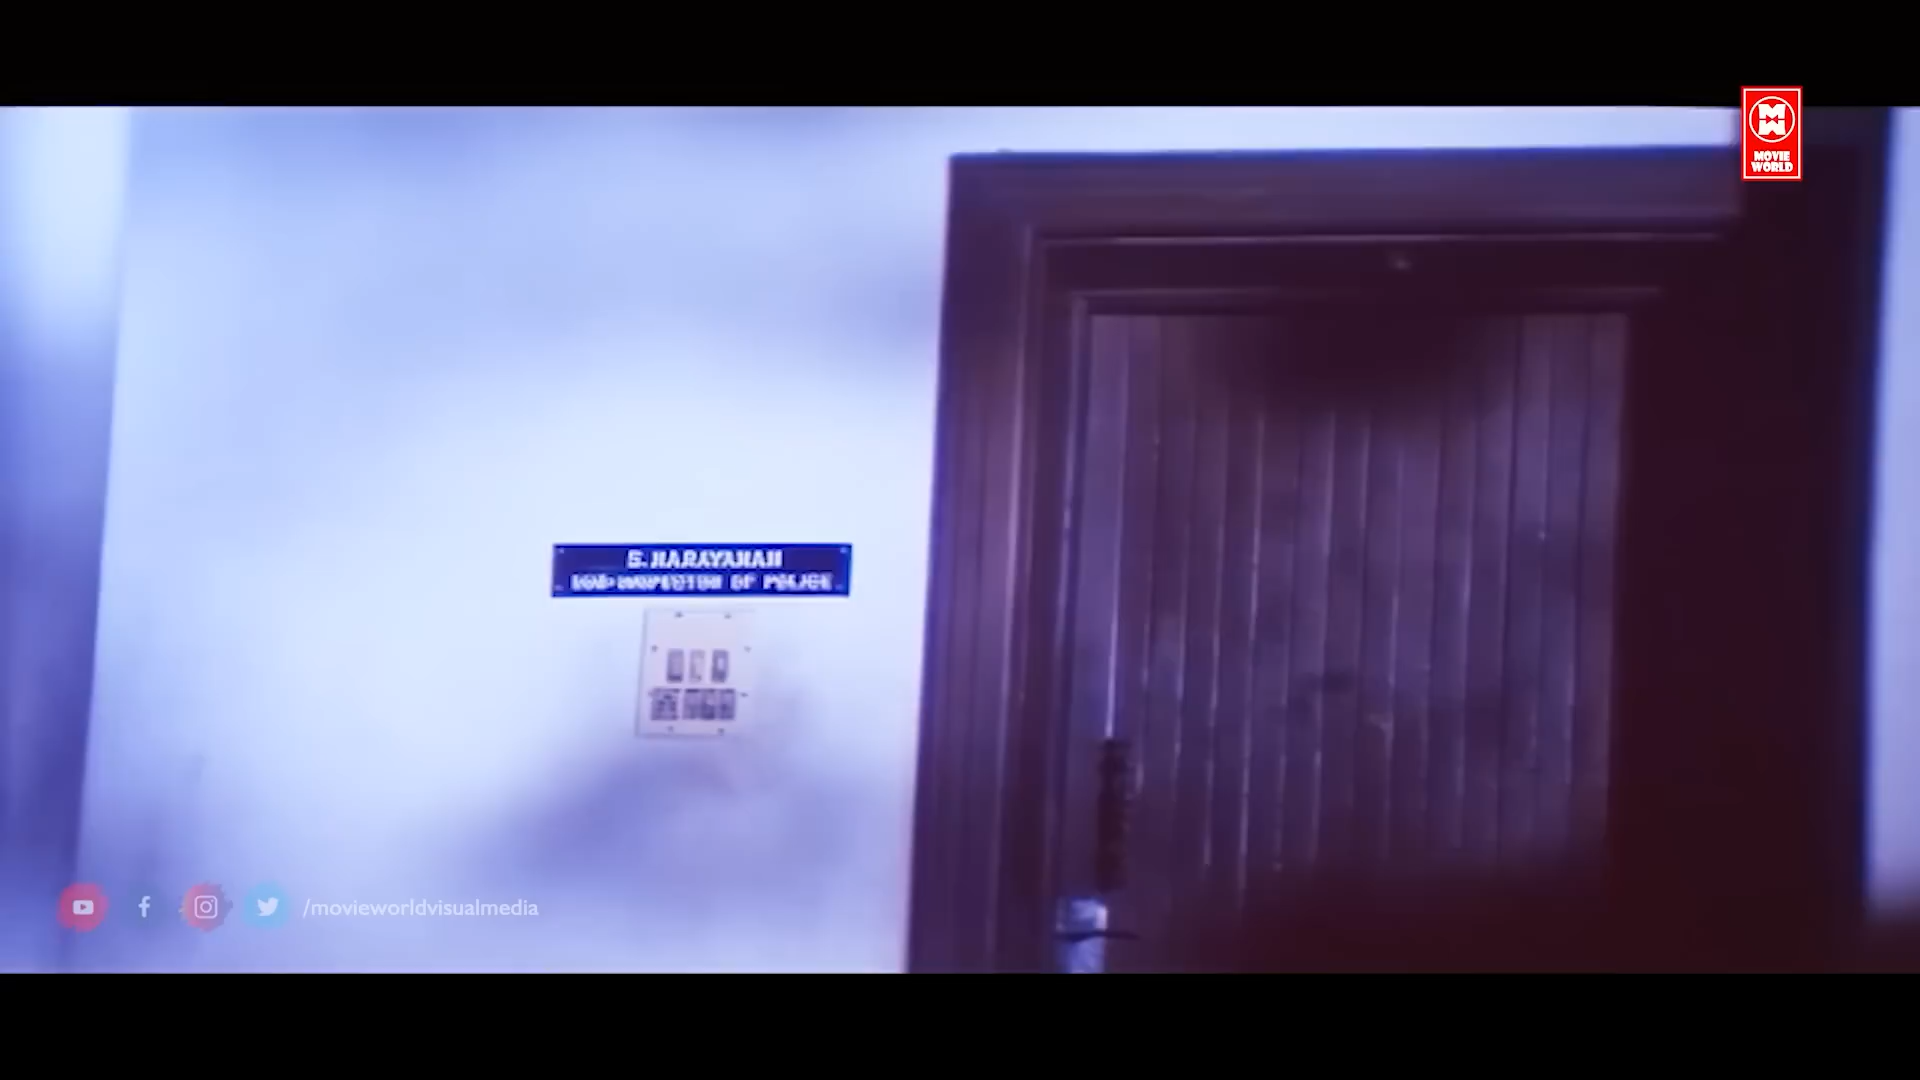 MOVIE
WORLD
S. NARAYANAN
SUB-INSPECTOR OF POLICE
/movieworldvisualmedia